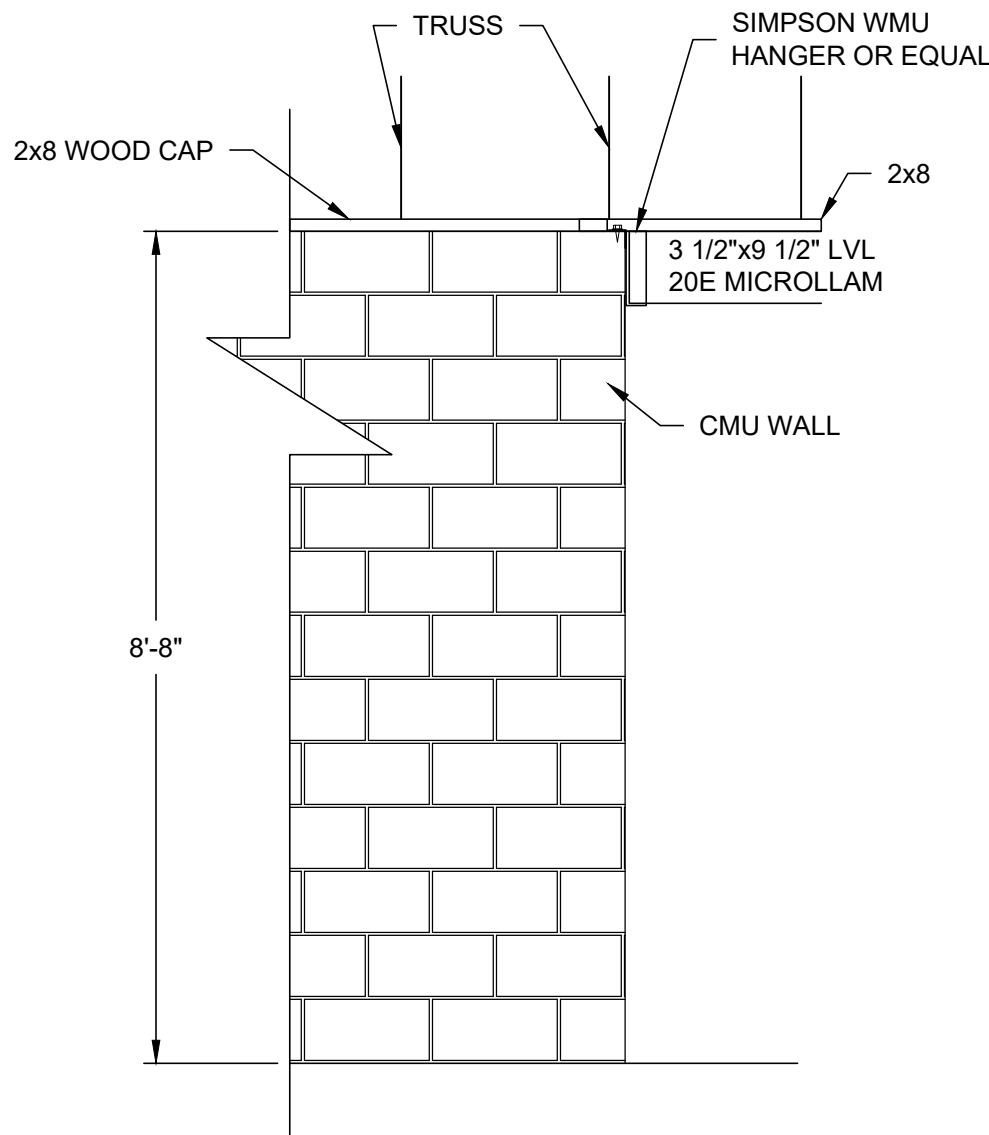 TRUSS
SIMPSON WMU
HANGER OR EQUAL
2x8 WOOD CAP
2x8
3 1/2"x9 1/2" LVL
20E MICROLLAM
CMU WALL
8'-8"